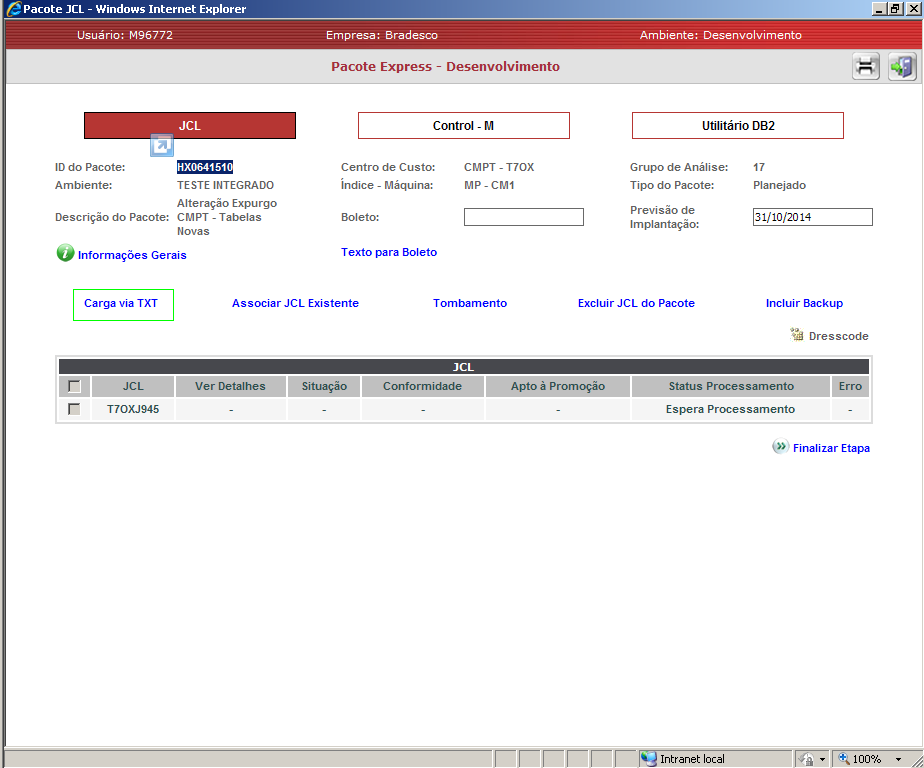 Pacote JCL - Windows Internet Explorer
Usuário: M96772 Empresa: Bradesco Ambiente: Desenvolvimento
Pacote Express - Desenvolvimento
JCL Control - M Utilitário DB2
ID do Pacote: HX0641510 Centro de Custo: CMPT - T7OX Grupo de Análise: 17
Ambiente: TESTE INTEGRADO Índice - Máquina: MP - CM1 Tipo do Pacote: Planejado
Descrição do Pacote: Alteração Expurgo
CMPT - Tabelas
Novas
Boleto:
Previsão de
Implantação: 31/10/2014
Informações Gerais Texto para Boleto
Carga via TXT Associar JCL Existente Tombamento Excluir JCL do Pacote Incluir Backup
Dresscode
JCL
JCL Ver Detalhes Situação Conformidade Apto à Promoção Status Processamento Erro
T7OXJ945 - - - - Espera Processamento -
Finalizar Etapa
Intranet local 100%